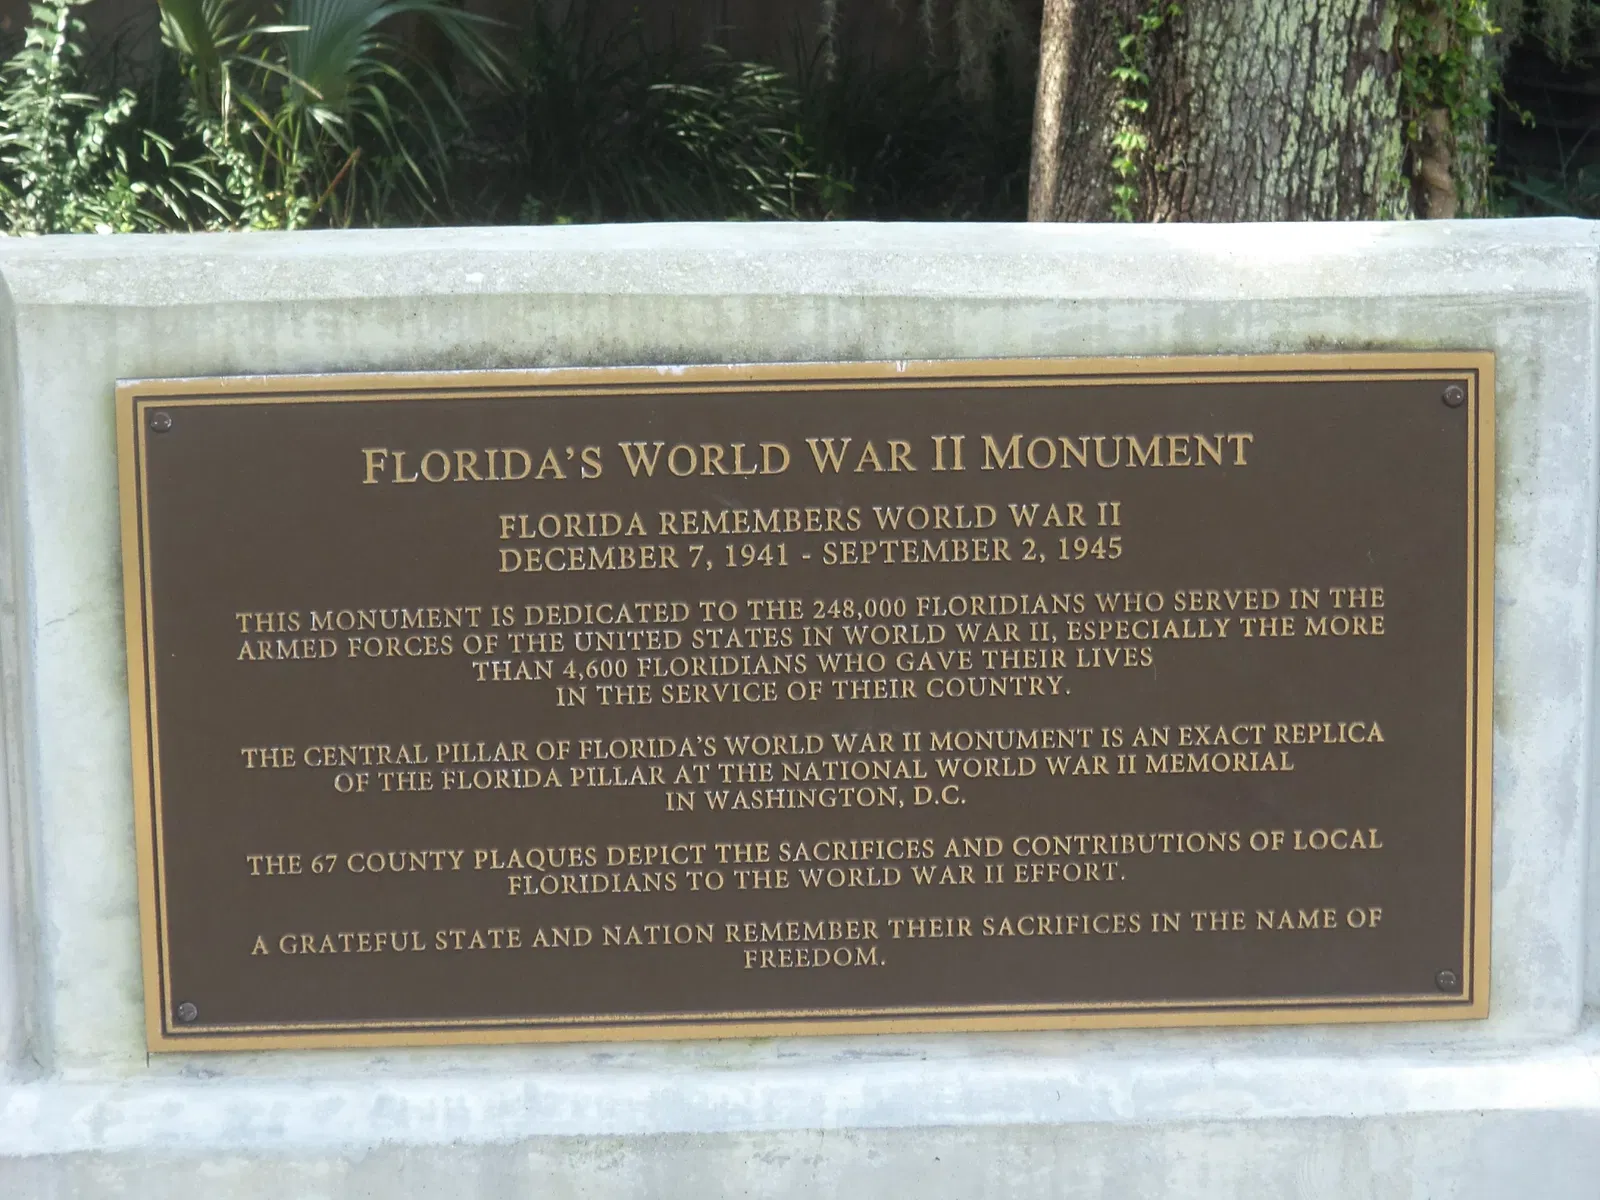 FLORIDA'S WORLD WAR II MONUMENT
FLORIDA REMEMBERS WORLD WAR II
DECEMBER 7, 1941 - SEPTEMBER 2, 1945
THIS MONUMENT IS DEDICATED TO THE 248,000 FLORIDIANS WHO SERVED IN THE
ARMED FORCES OF THE UNITED STATES IN WORLD WAR II, ESPECIALLY THE MORE
THAN 4,600 FLORIDIANS WHO GAVE THEIR LIVES
IN THE SERVICE OF THEIR COUNTRY.
THE CENTRAL PILLAR OF FLORIDA'S WORLD WAR II MONUMENT IS AN EXACT REPLICA
OF THE FLORIDA PILLAR AT THE NATIONAL WORLD WAR II MEMORIAL
IN WASHINGTON, D.C.
THE 67 COUNTY PLAQUES DEPICT THE SACRIFICES AND CONTRIBUTIONS OF LOCAL
FLORIDIANS TO THE WORLD WAR II EFFORT.
A GRATEFUL STATE AND NATION REMEMBER THEIR SACRIFICES IN THE NAME OF
FREEDOM.